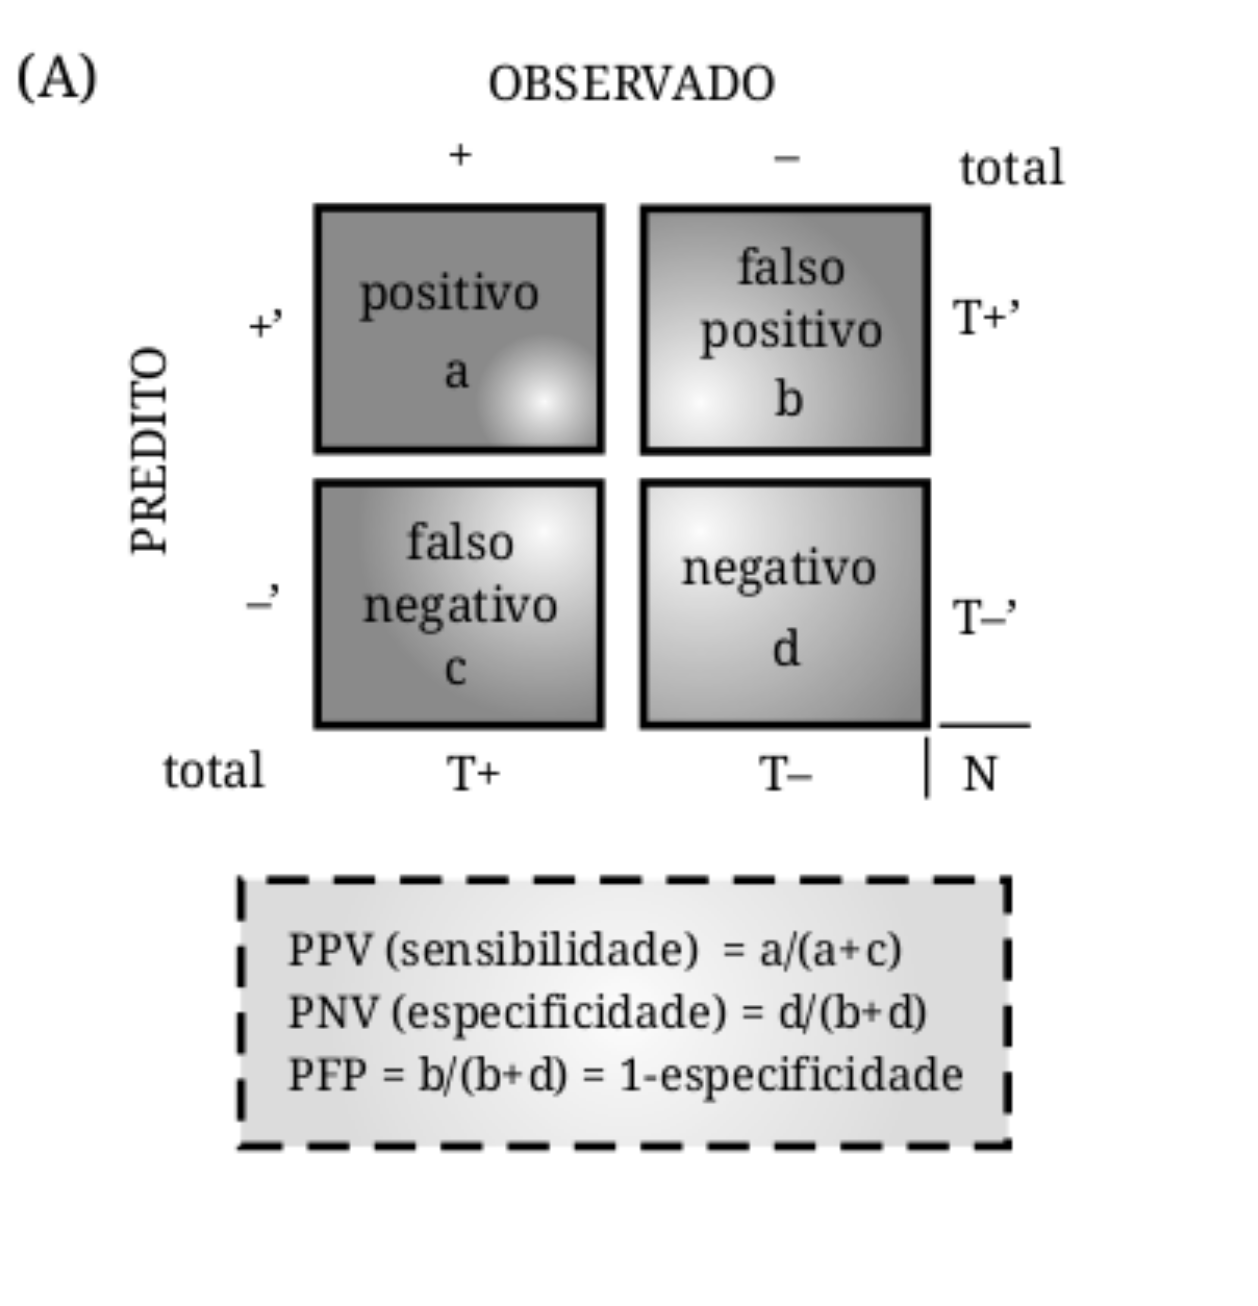 (A)
OBSERVADO
+ – total
PREDITO
+’
positivo
a
falso
positivo
b
T+’
–’
falso
negativo
c
negativo
d
T–’
total T+ T– N
PPV (sensibilidade) = a/(a+c)
PNV (especificidade) = d/(b+d)
PFP = b/(b+d) = 1-especificidade